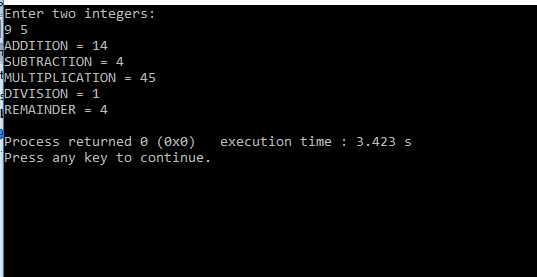 Enter two integers:
9 5
ADDITION = 14
SUBTRACTION = 4
MULTIPLICATION = 45
DIVISION = 1
REMAINDER = 4
Process returned 0 (0x0)   execution time : 3.423 s
Press any key to continue.